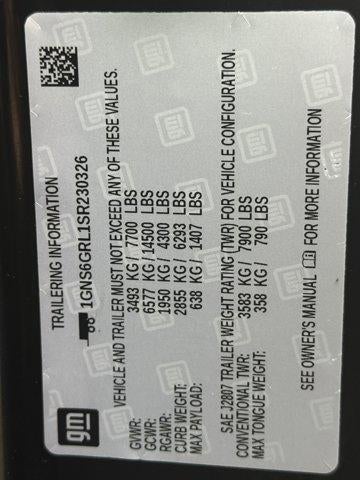 gm
TRAILERING INFORMATION
1GNS6GRL1SR230326
VEHICLE AND TRAILER MUST NOT EXCEED ANY OF THESE VALUES.
GVWR: 3493 KG/ 7700 LBS
GCWR: 6577 KG/14500 LBS
RGAWR: 1950 KG/ 4300 LBS
CURB WEIGHT: 2855 KG/ 6293 LBS
MAX PAYLOAD: 638 KG/ 1407 LBS
SAE J2807 TRAILER WEIGHT RATING (TWR) FOR VEHICLE CONFIGURATION.
CONVENTIONAL TWR: 3583 KG/ 7900 LBS
MAX TONGUE WEIGHT: 358 KG/ 790 LBS
SEE OWNER'S MANUAL FOR MORE INFORMATION